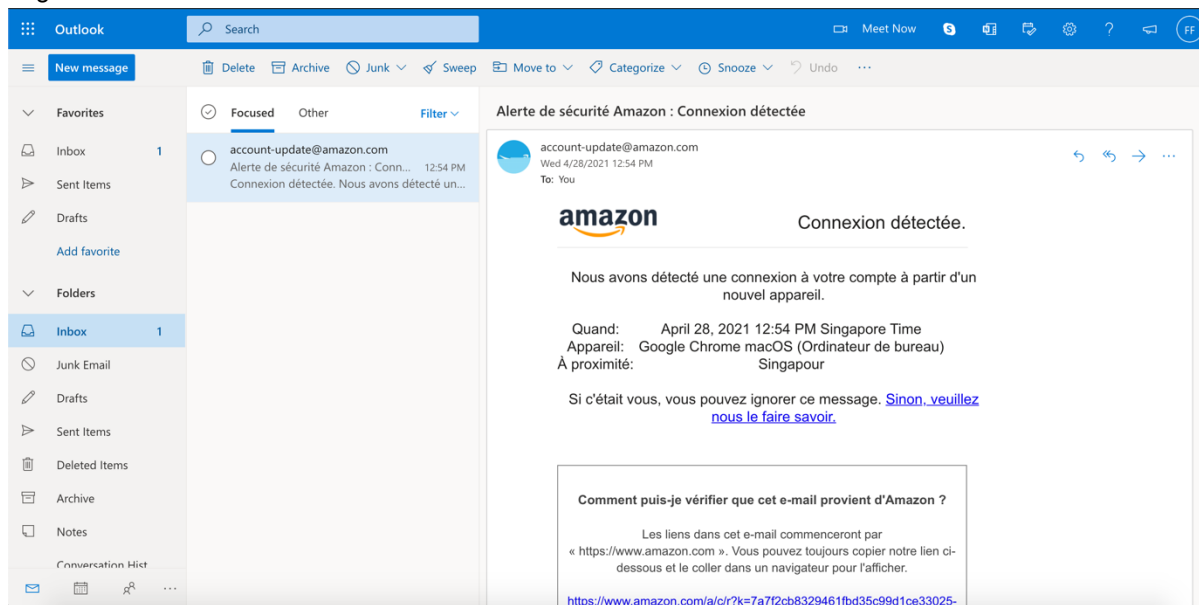 Outlook
Search
Meet Now
FF
New message
Delete
Archive
Junk
Sweep
Move to
Categorize
Snooze
Undo
Favorites
Inbox 1
Sent Items
Drafts
Add favorite
Folders
Inbox 1
Junk Email
Drafts
Sent Items
Deleted Items
Archive
Notes
Conversation Hist
Focused
Other
Filter
account-update@amazon.com
Alerte de sécurité Amazon : Conn... 12:54 PM
Connexion détectée. Nous avons détecté un...
Alerte de sécurité Amazon : Connexion détectée
account-update@amazon.com
Wed 4/28/2021 12:54 PM
To: You
amazon
Connexion détectée.
Nous avons détecté une connexion à votre compte à partir d'un
nouvel appareil.
Quand: April 28, 2021 12:54 PM Singapore Time
Appareil: Google Chrome macOS (Ordinateur de bureau)
À proximité: Singapour
Si c'était vous, vous pouvez ignorer ce message. Sinon, veuillez
nous le faire savoir.
Comment puis-je vérifier que cet e-mail provient d'Amazon ?
Les liens dans cet e-mail commenceront par
« https://www.amazon.com ». Vous pouvez toujours copier notre lien ci-
dessous et le coller dans un navigateur pour l'afficher.
https://www.amazon.com/a/c/r?k=7a7f2cb8329461fbd35c99d1ce33025-